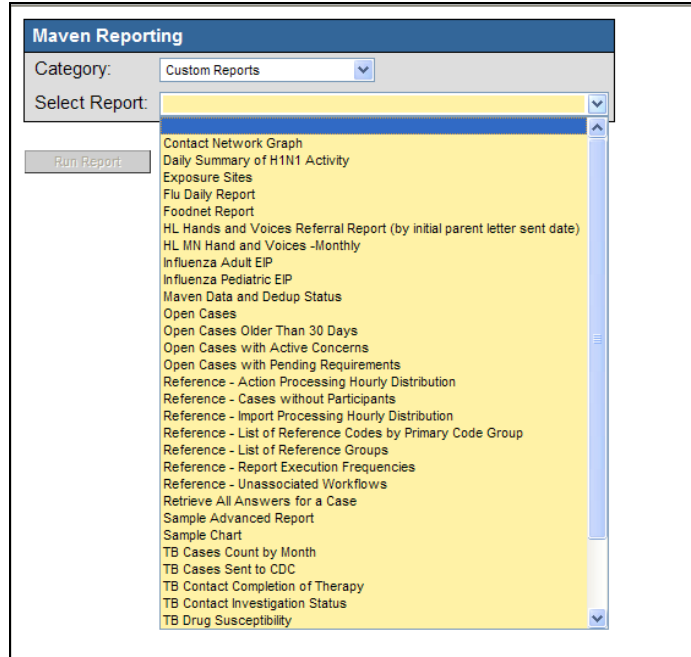 Maven Reporting
Category: Custom Reports
Select Report:
Run Report
Contact Network Graph
Daily Summary of H1N1 Activity
Exposure Sites
Flu Daily Report
Foodnet Report
HL Hands and Voices Referral Report (by initial parent letter sent date)
HL MN Hand and Voices -Monthly
Influenza Adult EIP
Influenza Pediatric EIP
Maven Data and Dedup Status
Open Cases
Open Cases Older Than 30 Days
Open Cases with Active Concerns
Open Cases with Pending Requirements
Reference - Action Processing Hourly Distribution
Reference - Cases without Participants
Reference - Import Processing Hourly Distribution
Reference - List of Reference Codes by Primary Code Group
Reference - List of Reference Groups
Reference - Report Execution Frequencies
Reference - Unassociated Workflows
Retrieve All Answers for a Case
Sample Advanced Report
Sample Chart
TB Cases Count by Month
TB Cases Sent to CDC
TB Contact Completion of Therapy
TB Contact Investigation Status
TB Drug Susceptibility